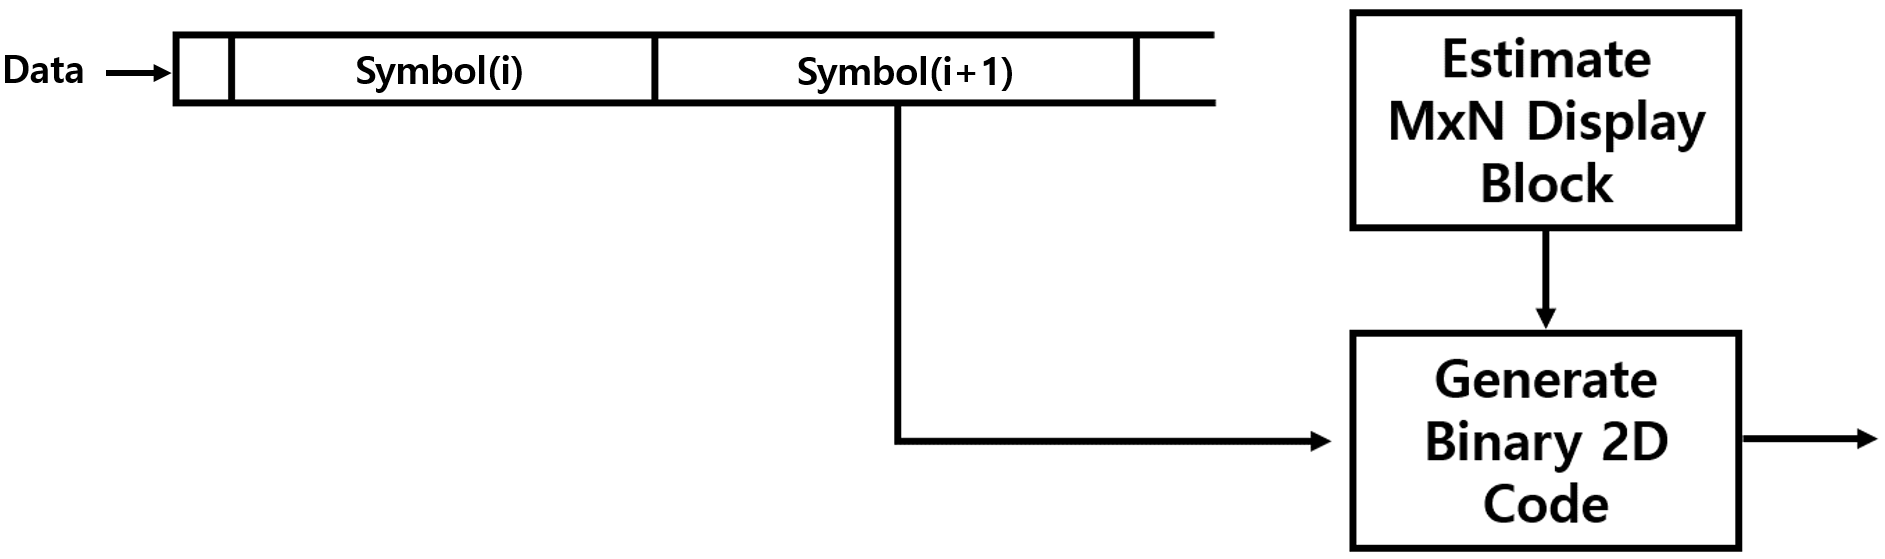 Data
Symbol(i)
Symbol(i+1)
Estimate
MxN Display
Block
Generate
Binary 2D
Code